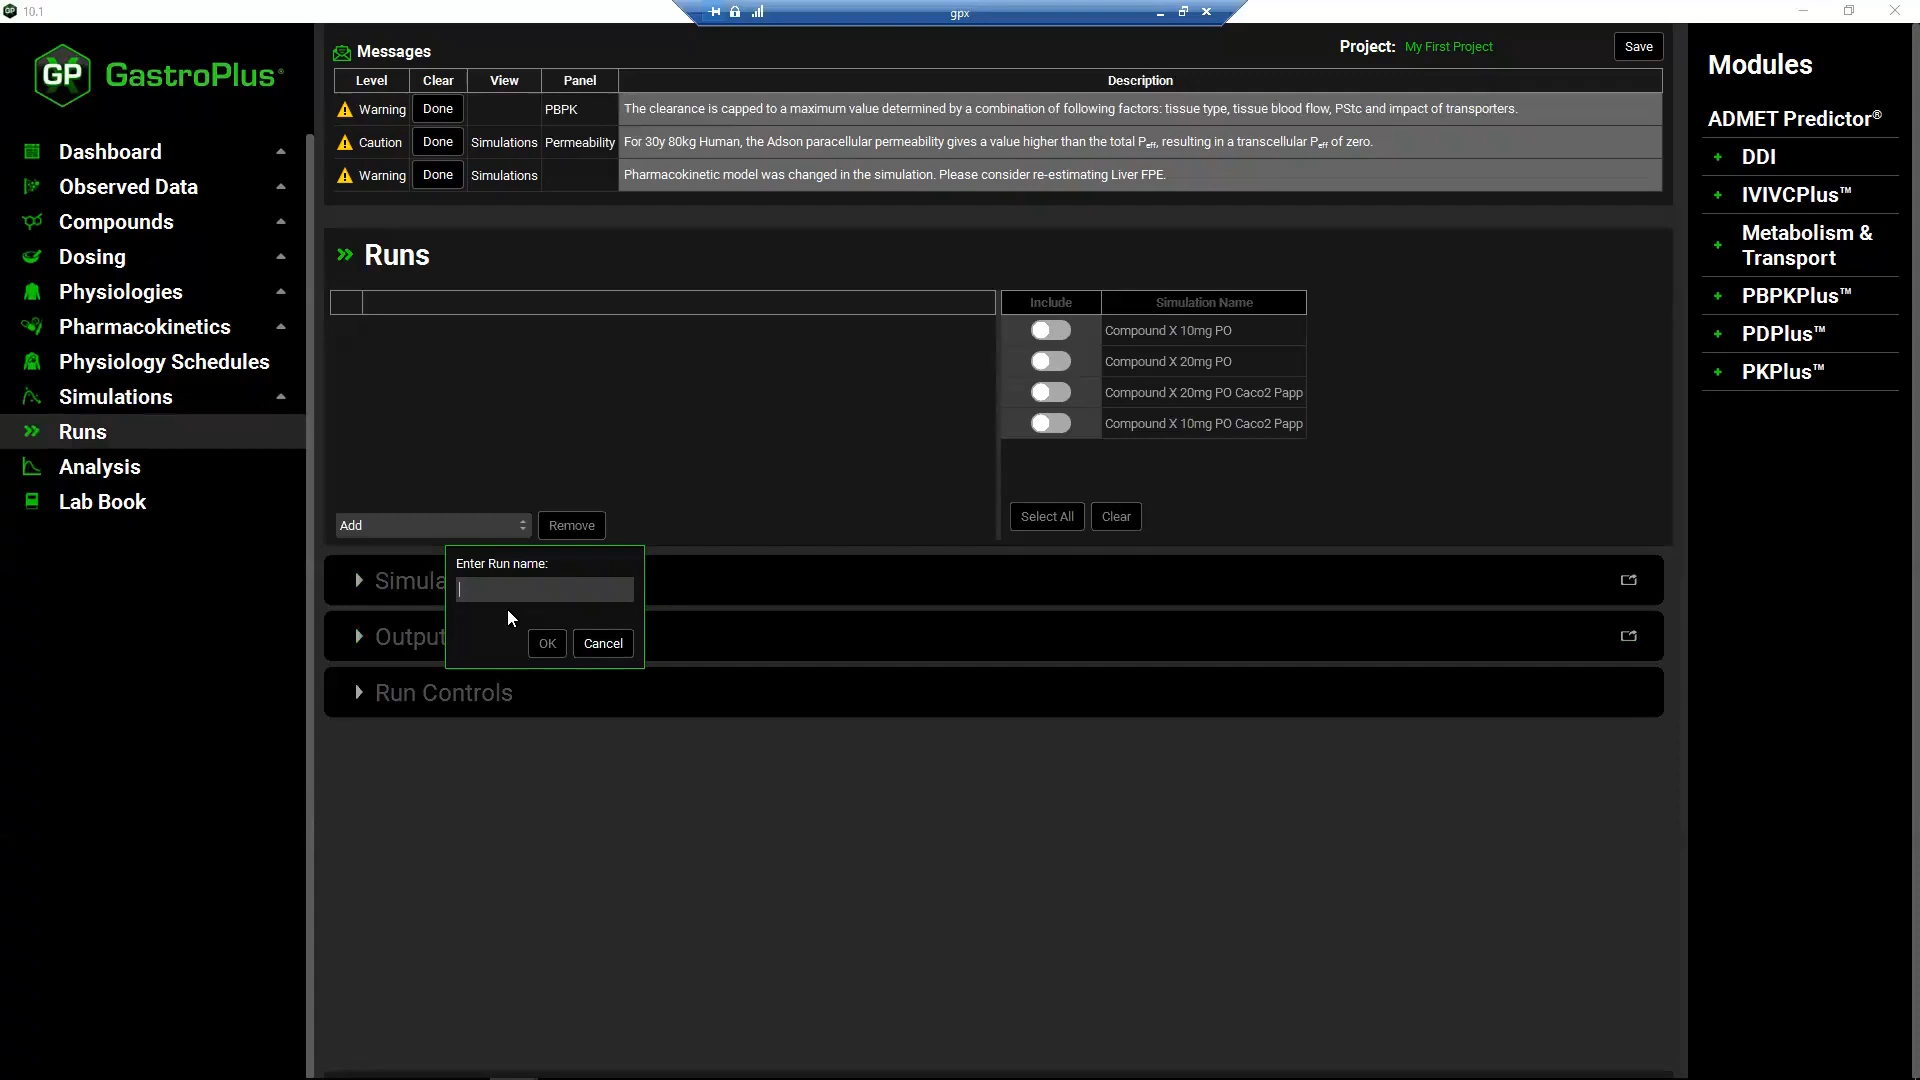 10.1
gpx
GP GastroPlus®
Dashboard
Observed Data
Compounds
Dosing
Physiologies
Pharmacokinetics
Physiology Schedules
Simulations
Runs
Analysis
Lab Book
Messages
Project: My First Project
Save
Level Clear View Panel Description
Warning Done PBPK The clearance is capped to a maximum value determined by a combination of following factors: tissue type, tissue blood flow, PStc and impact of transporters.
Caution Done Simulations Permeability For 30y 80kg Human, the Adson paracellular permeability gives a value higher than the total Peff, resulting in a transcellular Peff of zero.
Warning Done Simulations Pharmacokinetic model was changed in the simulation. Please consider re-estimating Liver FPE.
Runs
Include Simulation Name
Compound X 10mg PO
Compound X 20mg PO
Compound X 20mg PO Caco2 Papp
Compound X 10mg PO Caco2 Papp
Select All Clear
Add Remove
Enter Run name:
OK Cancel
Simula
Output
Run Controls
Modules
ADMET Predictor®
DDI
IVIVCPlus™
Metabolism &
Transport
PBPKPlus™
PDPlus™
PKPlus™